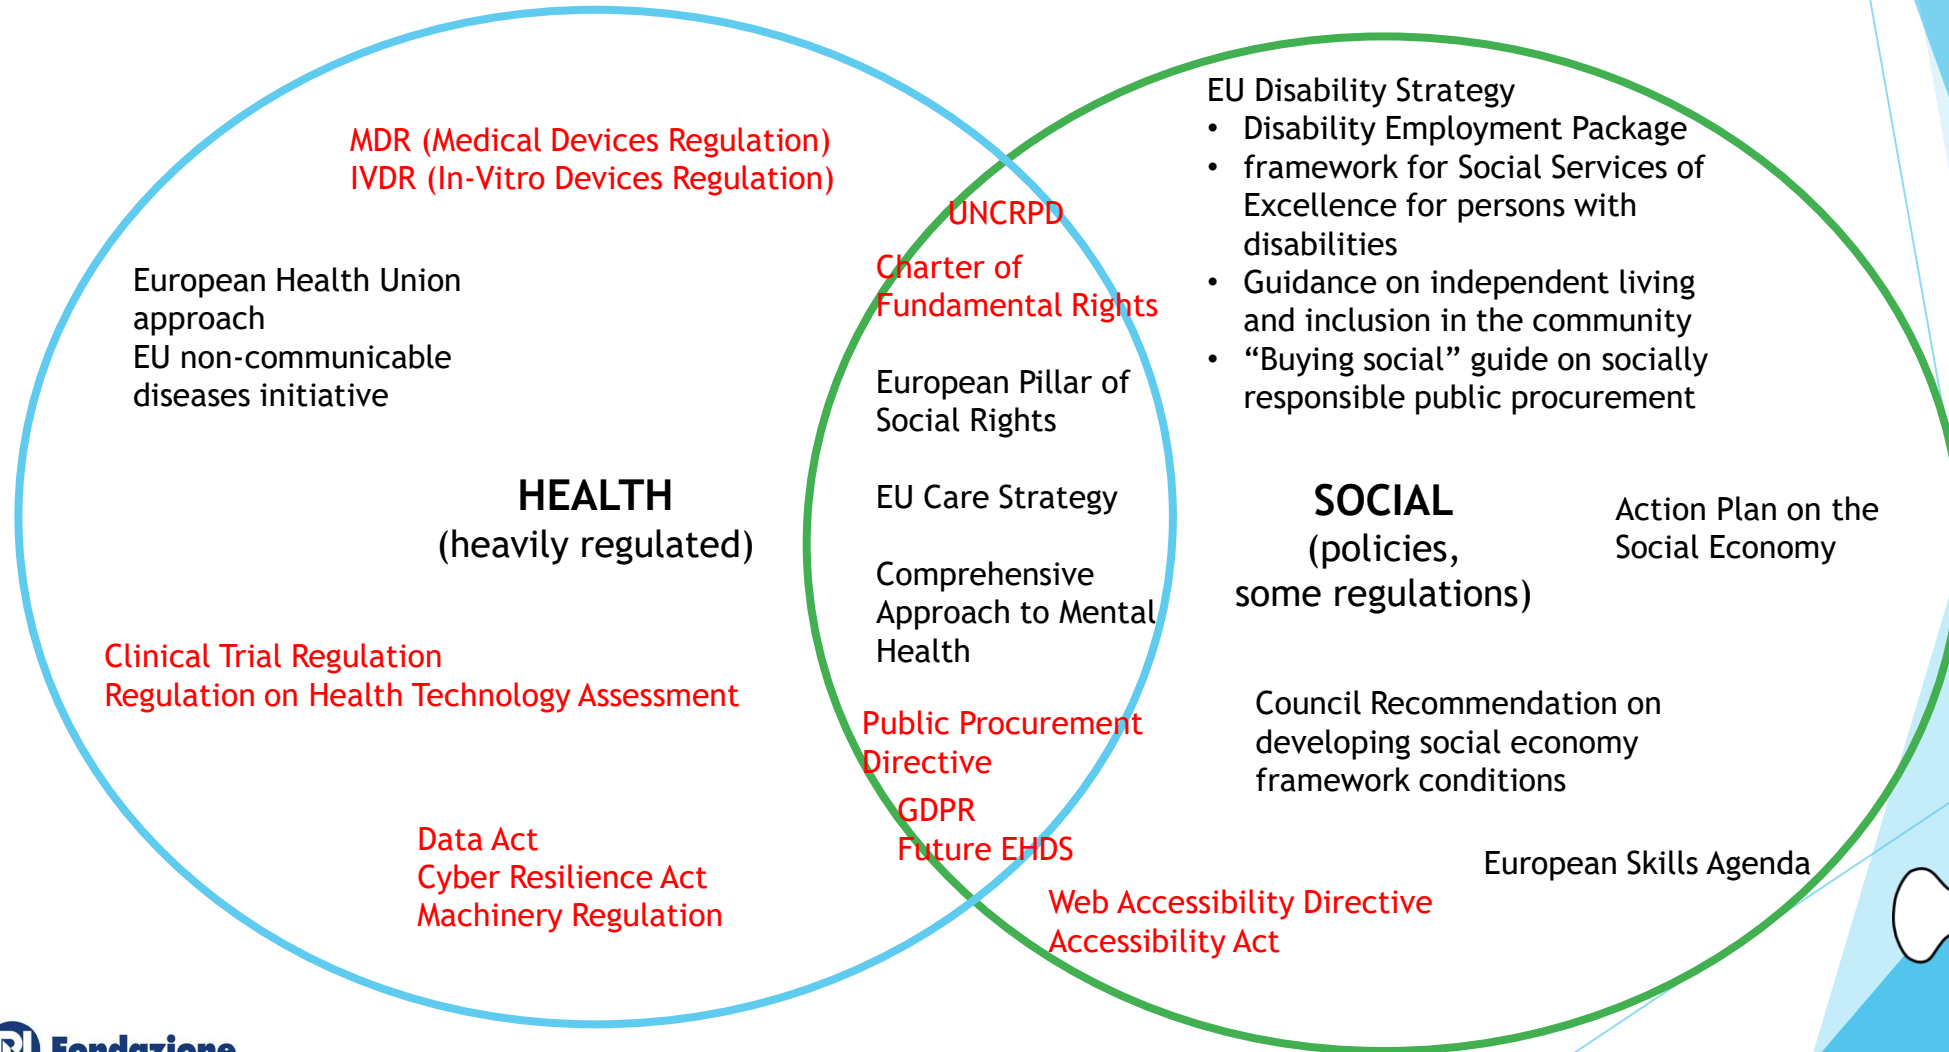 MDR (Medical Devices Regulation)
IVDR (In-Vitro Devices Regulation)
European Health Union
approach
EU non-communicable
diseases initiative
HEALTH
(heavily regulated)
Clinical Trial Regulation
Regulation on Health Technology Assessment
Data Act
Cyber Resilience Act
Machinery Regulation
UNCRPD
Charter of
Fundamental Rights
European Pillar of
Social Rights
EU Care Strategy
Comprehensive
Approach to Mental
Health
Public Procurement
Directive
GDPR
Future EHDS
EU Disability Strategy
• Disability Employment Package
• framework for Social Services of
Excellence for persons with
disabilities
• Guidance on independent living
and inclusion in the community
• “Buying social” guide on socially
responsible public procurement
SOCIAL
(policies,
some regulations)
Action Plan on the
Social Economy
Council Recommendation on
developing social economy
framework conditions
European Skills Agenda
Web Accessibility Directive
Accessibility Act
Fondazione